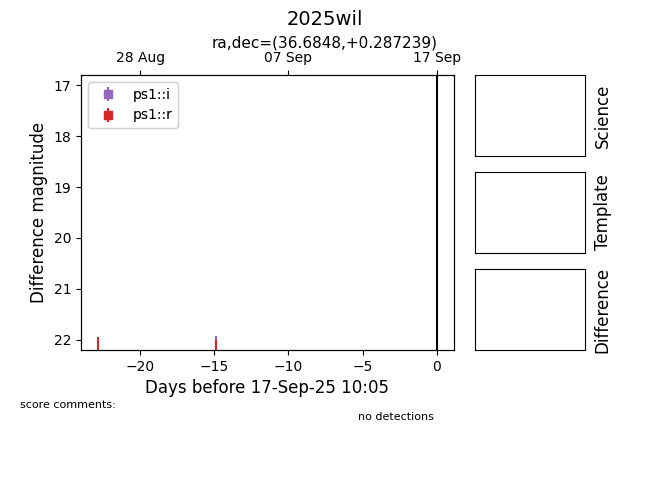 2025wil
ra,dec=(36.6848,+0.287239)
28 Aug 07 Sep 17 Sep
ps1::i
ps1::r
17
18
19
20
21
22
Difference magnitude
−20 −15 −10 −5 0
Days before 17-Sep-25 10:05
Science
Template
Difference
score comments:
no detections